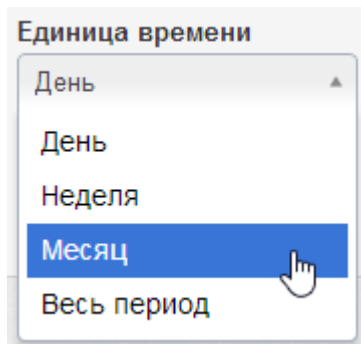 Единица времени
День
День
Неделя
Месяц
Весь период